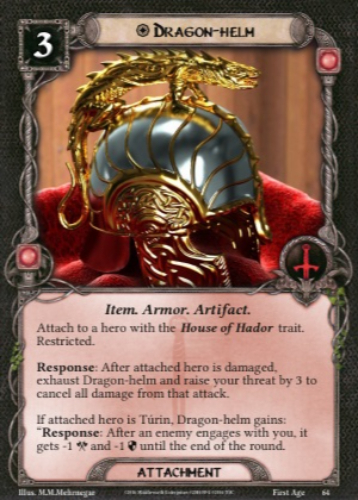 3
Dragon-helm
Item. Armor. Artifact.
Attach to a hero with the House of Hador trait.
Restricted.
Response: After attached hero is damaged,
exhaust Dragon-helm and raise your threat by 3 to
cancel all damage from that attack.
If attached hero is Túrin, Dragon-helm gains:
"Response: After an enemy engages with you, it
gets -1 and -1 until the end of the round.
ATTACHMENT
Illus. M.M.Mehrnegar
First Age
64